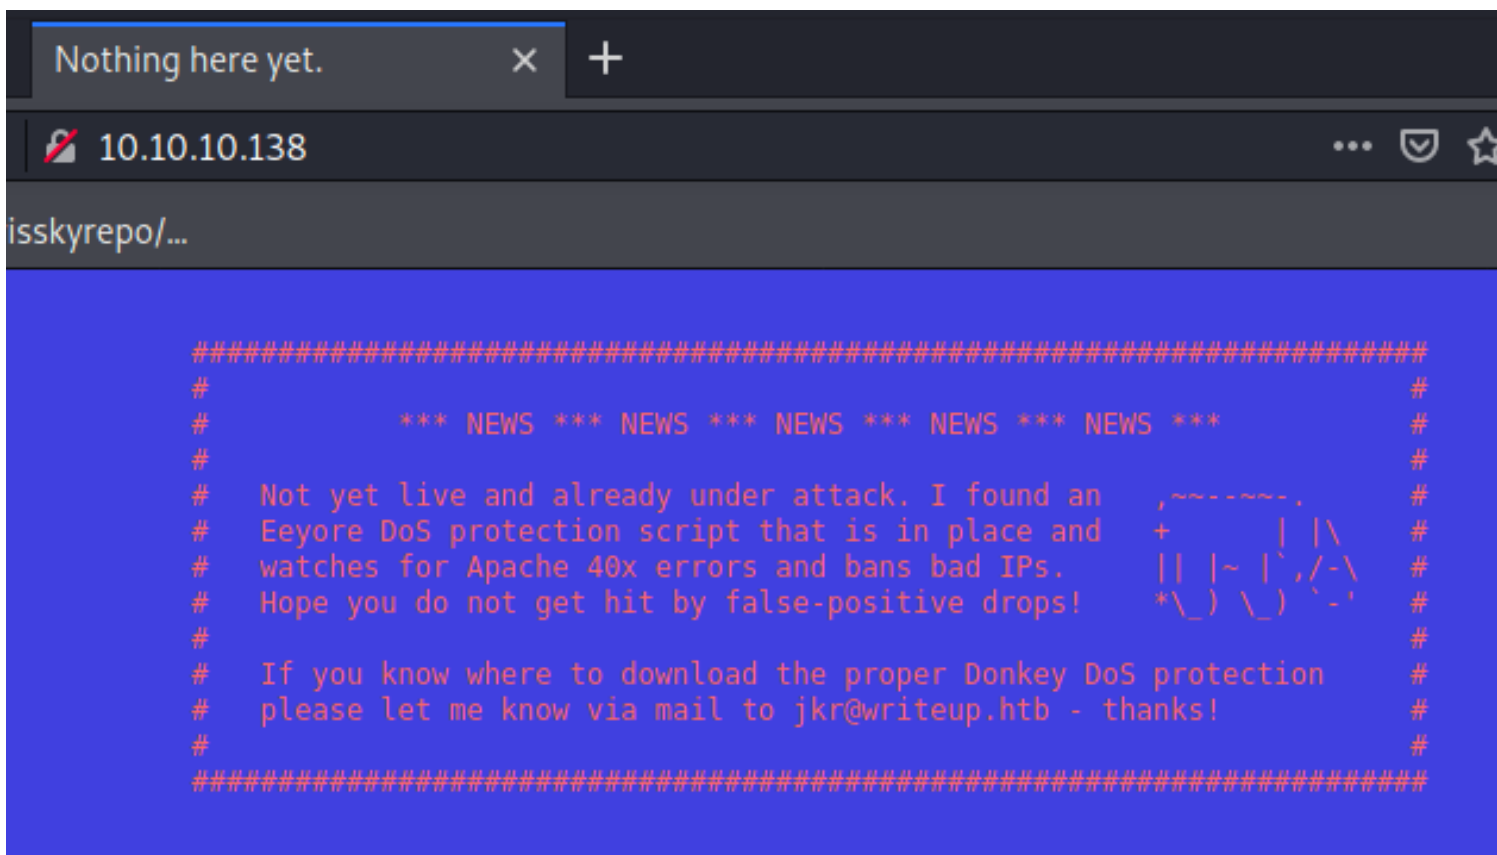 Nothing here yet.
10.10.10.138
isskyrepo/...
########################################################################
# #
# *** NEWS *** NEWS *** NEWS *** NEWS *** NEWS *** #
# #
# Not yet live and already under attack. I found an ,~~--~~-. #
# Eeyore DoS protection script that is in place and + | |\ #
# watches for Apache 40x errors and bans bad IPs. || |~ |`,/-\ #
# Hope you do not get hit by false-positive drops! *\_) \_) `-' #
# #
# If you know where to download the proper Donkey DoS protection #
# please let me know via mail to jkr@writeup.htb - thanks! #
# #
########################################################################